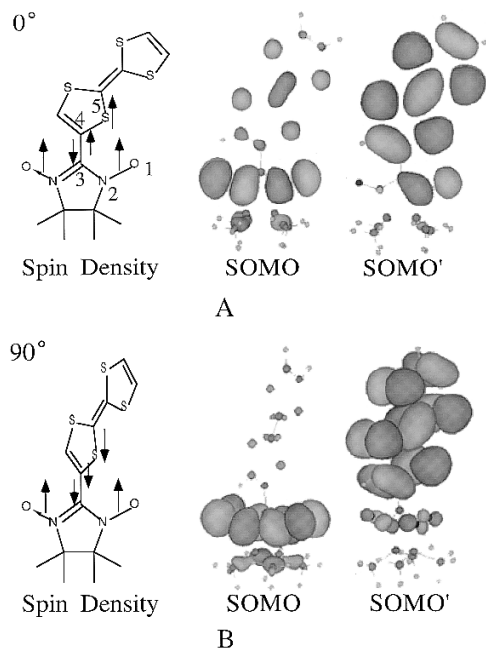 0°
S S
S 5 S
4
O 3 O 1
N N 2
Spin Density SOMO SOMO'
A
90°
S S
S S
O O
N N
Spin Density SOMO SOMO'
B